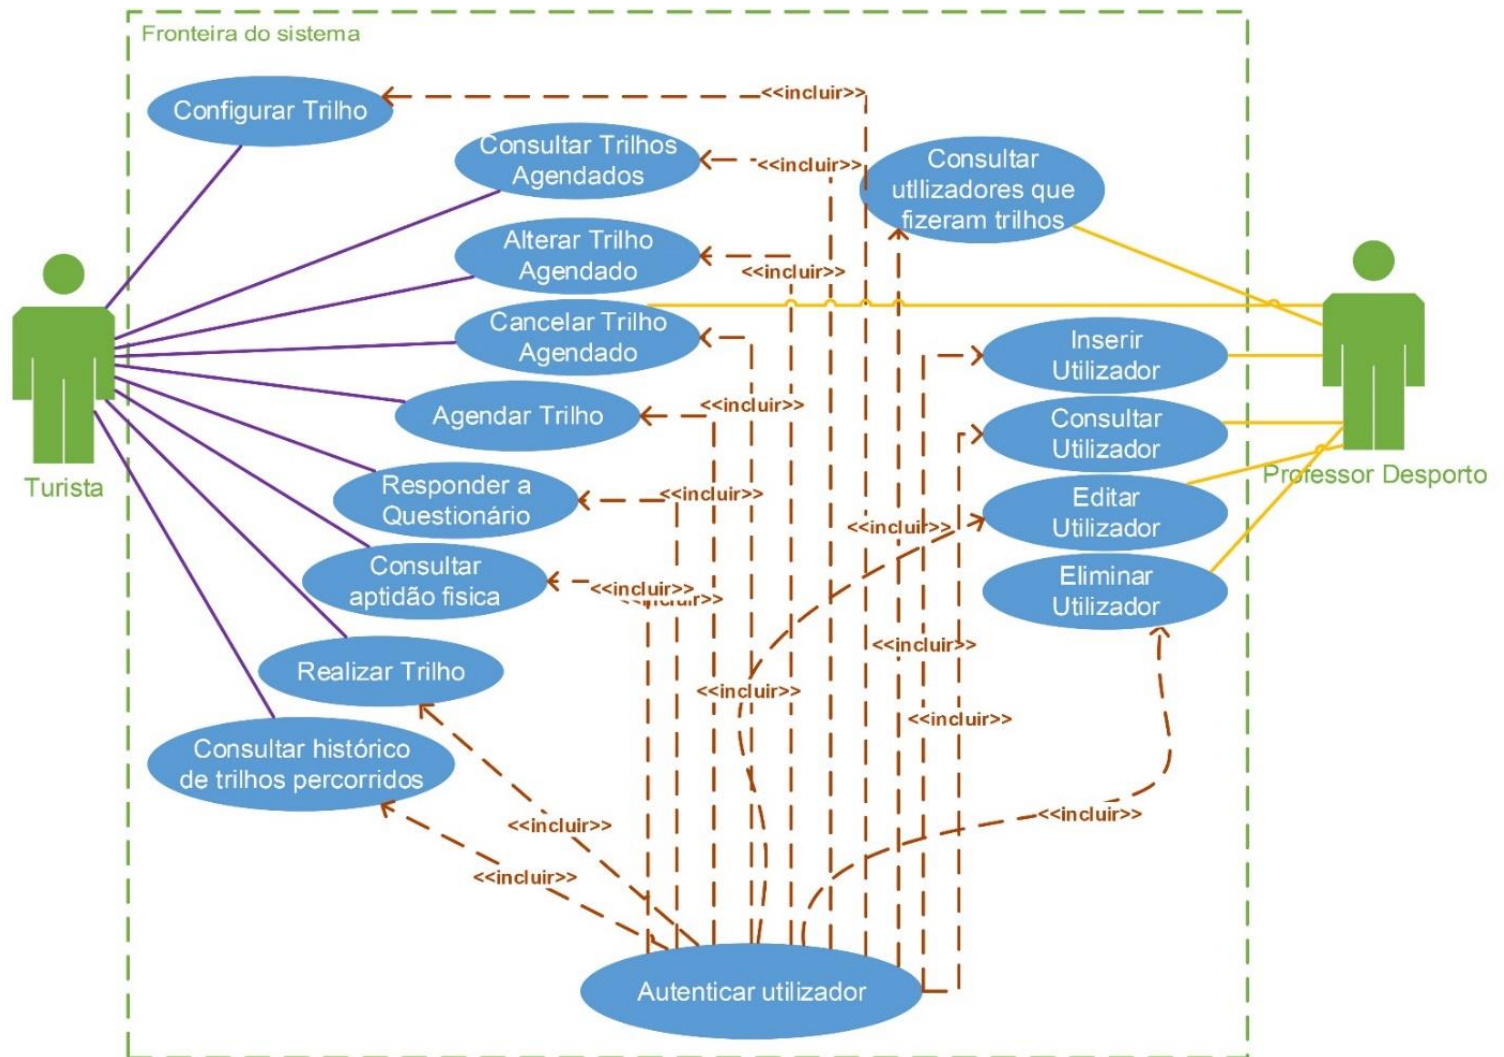 Fronteira do sistema
Configurar Trilho
<<incluir>>
Consultar Trilhos
Agendados
<<incluir>>
Consultar
utIlizadores que
fizeram trilhos
Alterar Trilho
Agendado
<<incluir>>
Cancelar Trilho
Agendado
Inserir
Utilizador
Agendar Trilho
<<incluir>>
Consultar
Utilizador
Turista
Professor Desporto
Responder a
Questionário
<<incluir>>
Editar
Utilizador
<<incluir>>
Consultar
aptidão fisica
<<incluir>>
<<incluir>>
Eliminar
Utilizador
<<incluir>>
Realizar Trilho
<<incluir>>
<<incluir>>
Consultar histórico
de trilhos percorridos
<<incluir>>
<<incluir>>
<<incluir>>
Autenticar utilizador